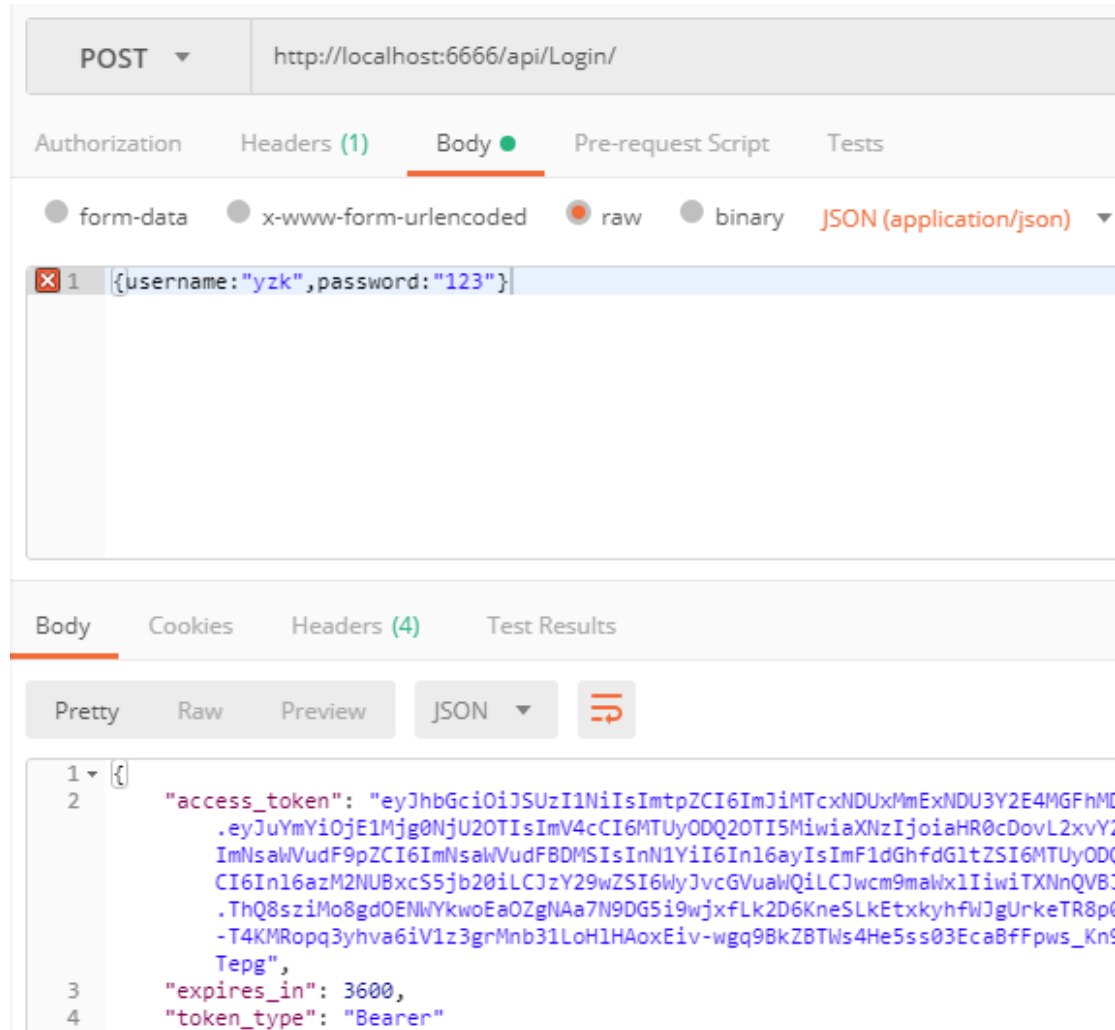 POST http://localhost:6666/api/Login/
Authorization Headers (1) Body Pre-request Script Tests
form-data x-www-form-urlencoded raw binary JSON (application/json)
1 {username:"yzk",password:"123"}
Body Cookies Headers (4) Test Results
Pretty Raw Preview JSON
1 {
2 "access_token": "eyJhbGciOiJSUzI1NiIsImtpZCI6ImJiMTcxNDUxMmExNDU3Y2E4MGFhMD
.eyJuYmYiOjE1Mjg0NjU2OTIsImV4cCI6MTUyODQ2OTI5MiwiaXNzIjoiaHR0cDovL2xvY2
ImNsaWVudF9pZCI6ImNsaWVudFBDMSIsInN1YiI6Inl6ayIsImF1dGhfdGltZSI6MTUyODQ
CI6Inl6azM2NUBxcS5jb20iLCJzY29wZSI6WyJvcGVuaWQiLCJwcm9maWxlIiwiTXNnQVBJ
.ThQ8sziMo8gdOENWYkwoEaOZgNAa7N9DG5i9wjxfLk2D6KneSLkEtxkyhfWJgUrkeTR8p0
-T4KMRopq3yhva6iV1z3grMnb31LoHlHAoxEiv-wgq9BkZBTWs4He5ss03EcaBfFpws_Kn9
Tepg",
3 "expires_in": 3600,
4 "token_type": "Bearer"